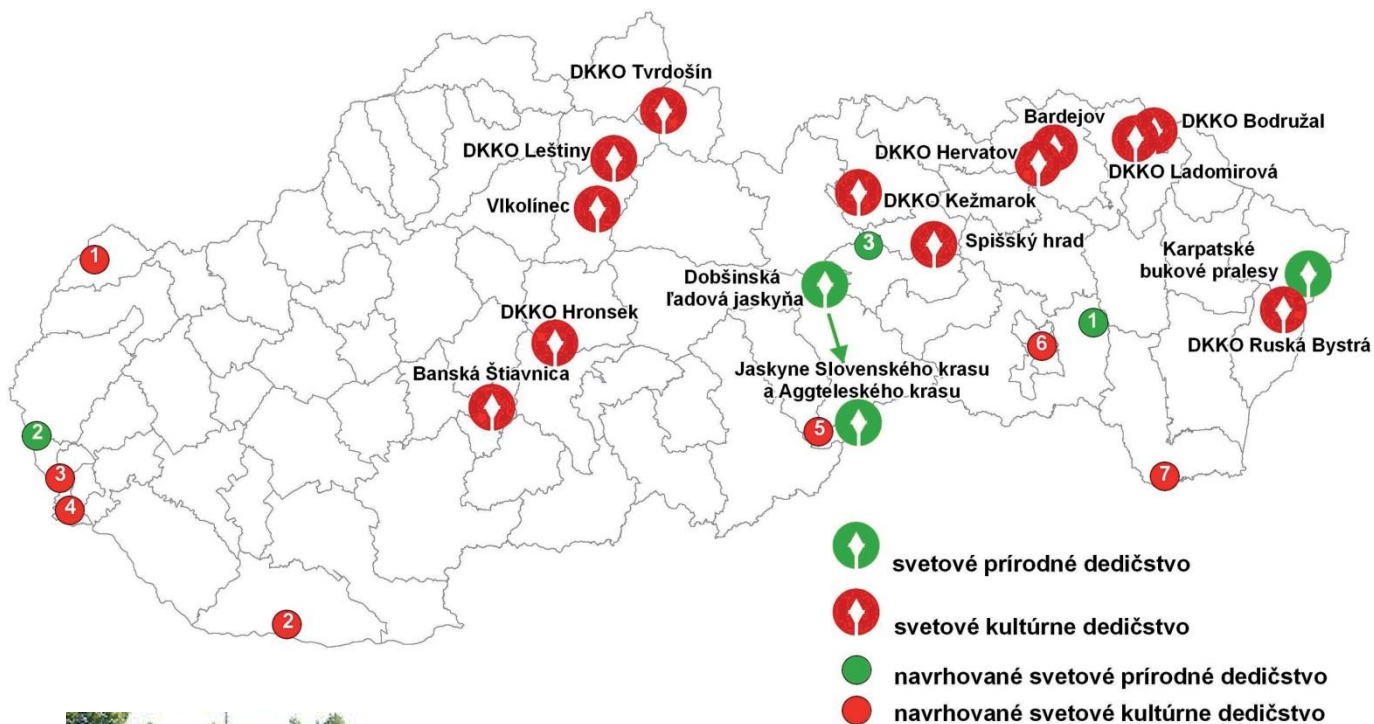 DKKO Tvrdošín
DKKO Leštiny
Vlkolínec
Bardejov
DKKO Bodružal
DKKO Hervatov
DKKO Ladomirová
DKKO Kežmarok
1
3
Spišský hrad
Karpatské
bukové pralesy
Dobšinská
ľadová jaskyňa
DKKO Hronsek
1
6
DKKO Ruská Bystrá
Banská Štiavnica
Jaskyne Slovenského krasu
a Aggteleského krasu
2
5
3
7
4
2
svetové prírodné dedičstvo
svetové kultúrne dedičstvo
navrhované svetové prírodné dedičstvo
navrhované svetové kultúrne dedičstvo